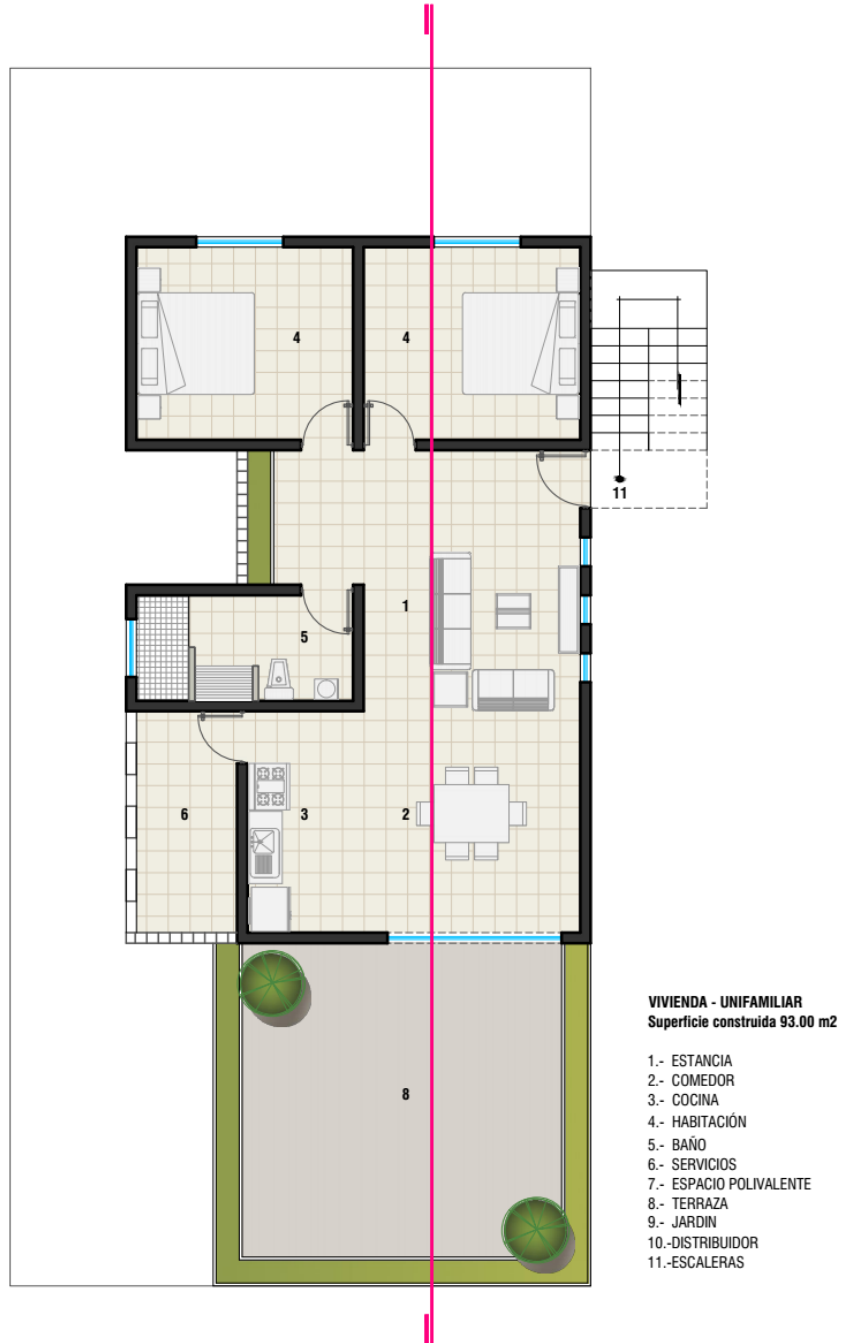 4
4
11
1
5
6
3
2
8
VIVIENDA - UNIFAMILIAR
Superficie construida 93.00 m2
1.- ESTANCIA
2.- COMEDOR
3.- COCINA
4.- HABITACIÓN
5.- BAÑO
6.- SERVICIOS
7.- ESPACIO POLIVALENTE
8.- TERRAZA
9.- JARDIN
10.-DISTRIBUIDOR
11.-ESCALERAS